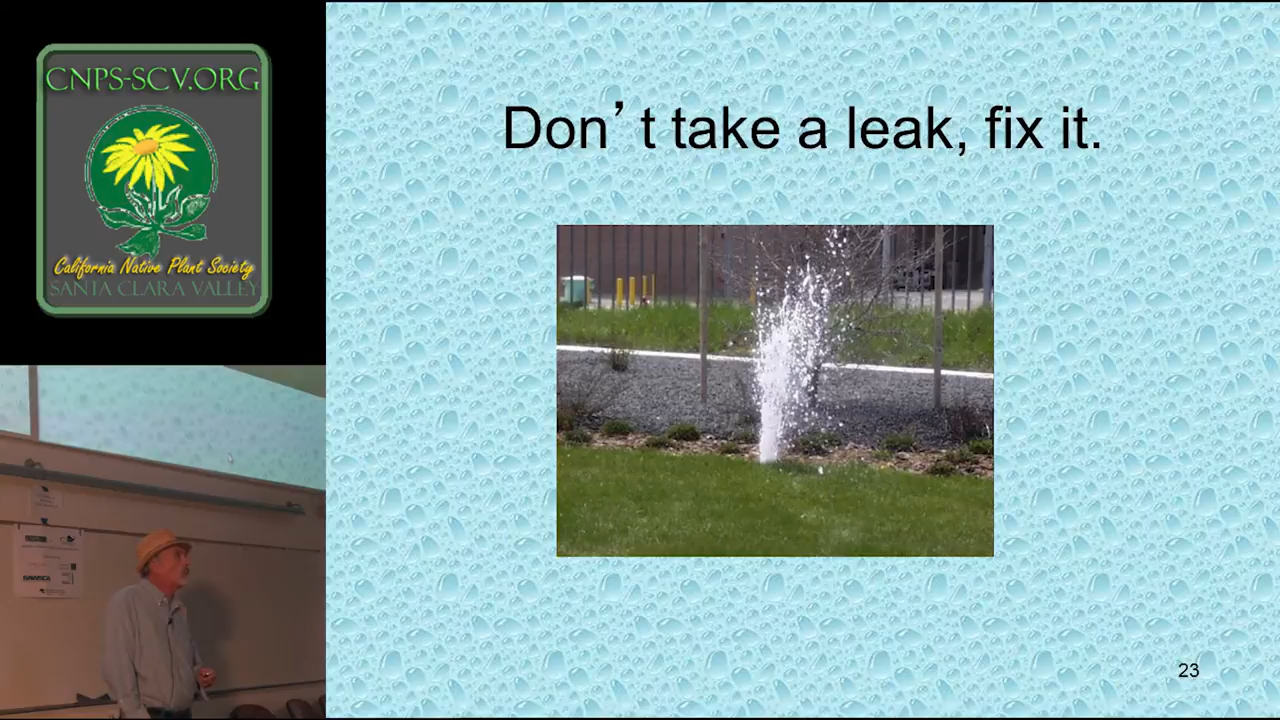 CNPS-SCV.ORG
California Native Plant Society
SANTA CLARA VALLEY
Don’t take a leak, fix it.
23